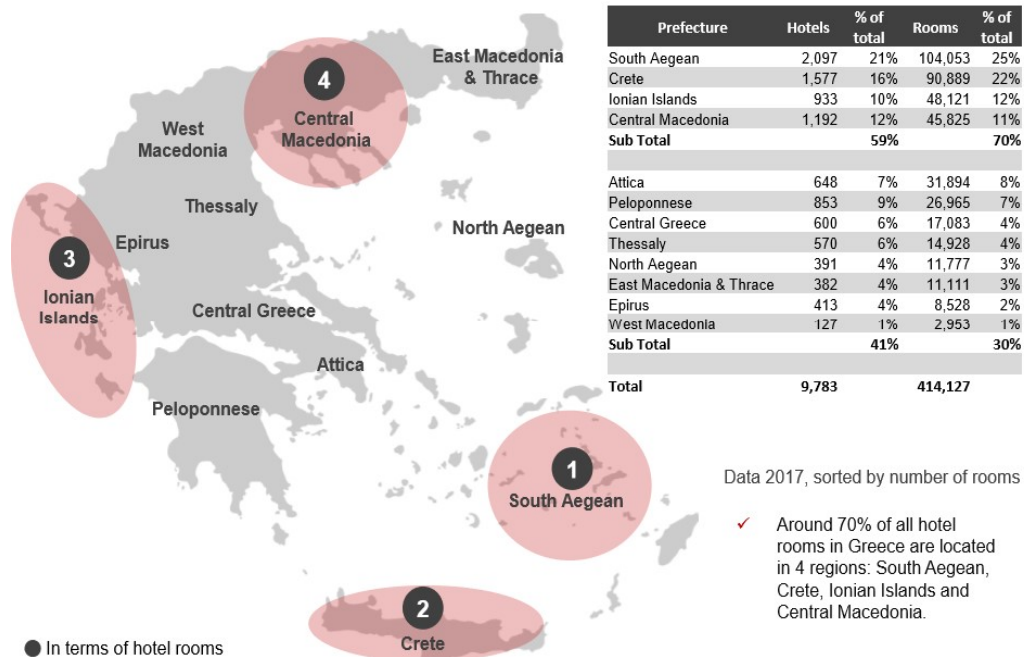 East Macedonia
& Thrace
4
Central
Macedonia
West
Macedonia
Thessaly
North Aegean
Epirus
3
Ionian
Islands
Central Greece
Attica
Peloponnese
1
South Aegean
2
Crete
In terms of hotel rooms
Prefecture Hotels % of total Rooms % of total
South Aegean 2,097 21% 104,053 25%
Crete 1,577 16% 90,889 22%
Ionian Islands 933 10% 48,121 12%
Central Macedonia 1,192 12% 45,825 11%
Sub Total 59% 70%
Attica 648 7% 31,894 8%
Peloponnese 853 9% 26,965 7%
Central Greece 600 6% 17,083 4%
Thessaly 570 6% 14,928 4%
North Aegean 391 4% 11,777 3%
East Macedonia & Thrace 382 4% 11,111 3%
Epirus 413 4% 8,528 2%
West Macedonia 127 1% 2,953 1%
Sub Total 41% 30%
Total 9,783 414,127
Data 2017, sorted by number of rooms
✓ Around 70% of all hotel
rooms in Greece are located
in 4 regions: South Aegean,
Crete, Ionian Islands and
Central Macedonia.